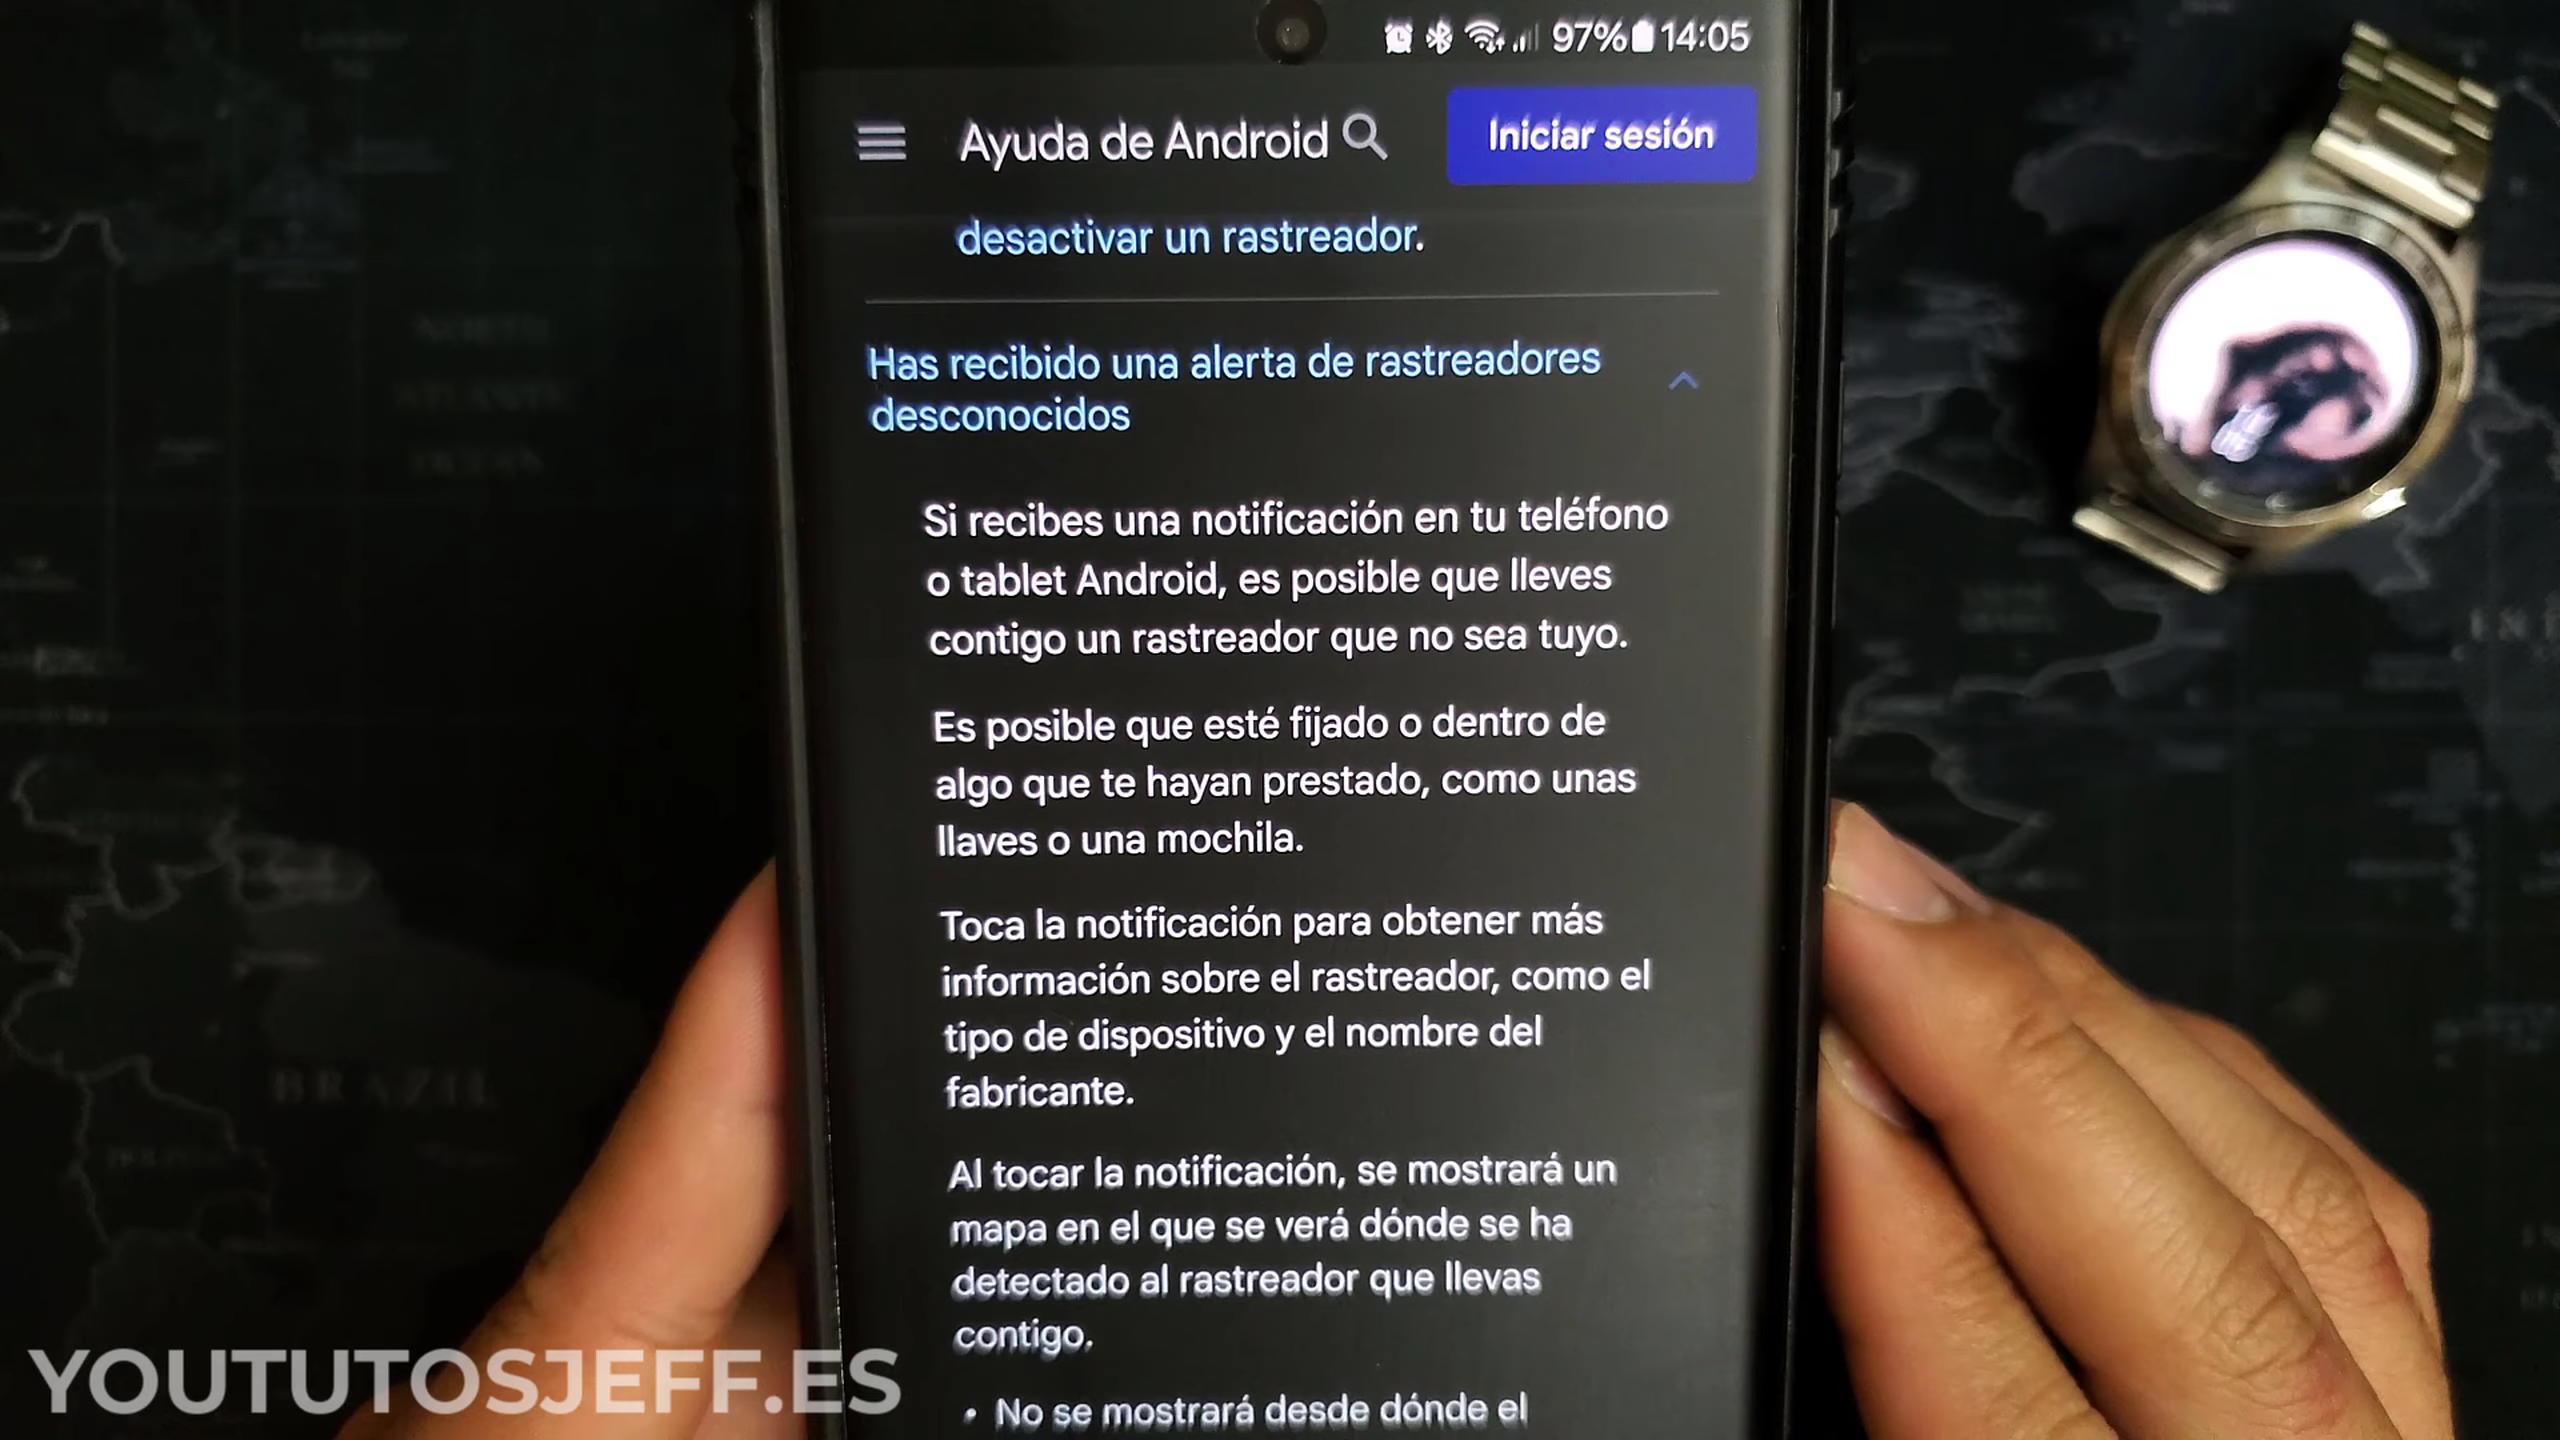 97% 14:05
Ayuda de Android
Iniciar sesión
desactivar un rastreador.
Has recibido una alerta de rastreadores
desconocidos
Si recibes una notificación en tu teléfono
o tablet Android, es posible que lleves
contigo un rastreador que no sea tuyo.
Es posible que esté fijado o dentro de
algo que te hayan prestado, como unas
llaves o una mochila.
Toca la notificación para obtener más
información sobre el rastreador, como el
tipo de dispositivo y el nombre del
fabricante.
Al tocar la notificación, se mostrará un
mapa en el que se verá dónde se ha
detectado al rastreador que llevas
contigo.
• No se mostrará desde dónde el
NORTH
ATLANTIC
OCEAN
BRAZIL
YOUTUTOSJEFF.ES